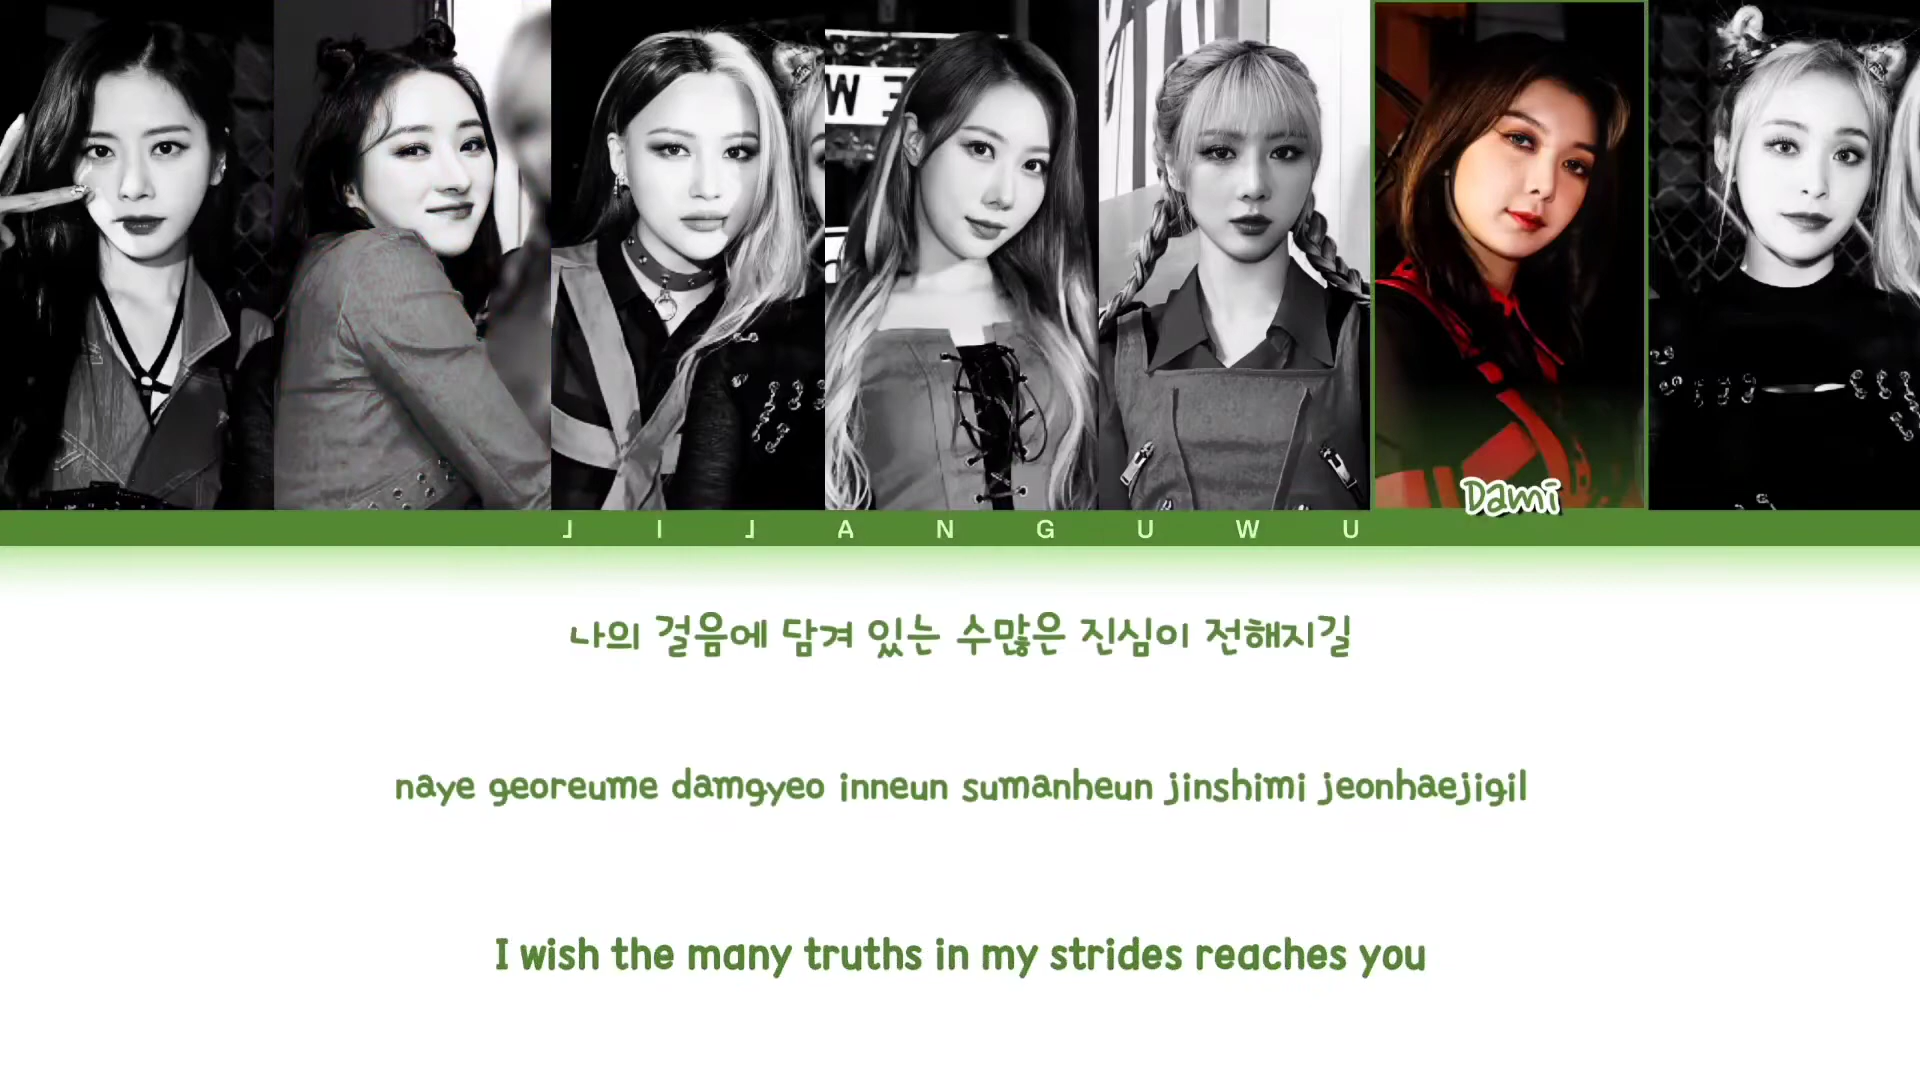 W E
Dami
JIJANGUWU
나의 걸음에 담겨 있는 수많은 진심이 전해지길
naye georeume damgyeo inneun sumanheun jinshimi jeonhaejigil
I wish the many truths in my strides reaches you